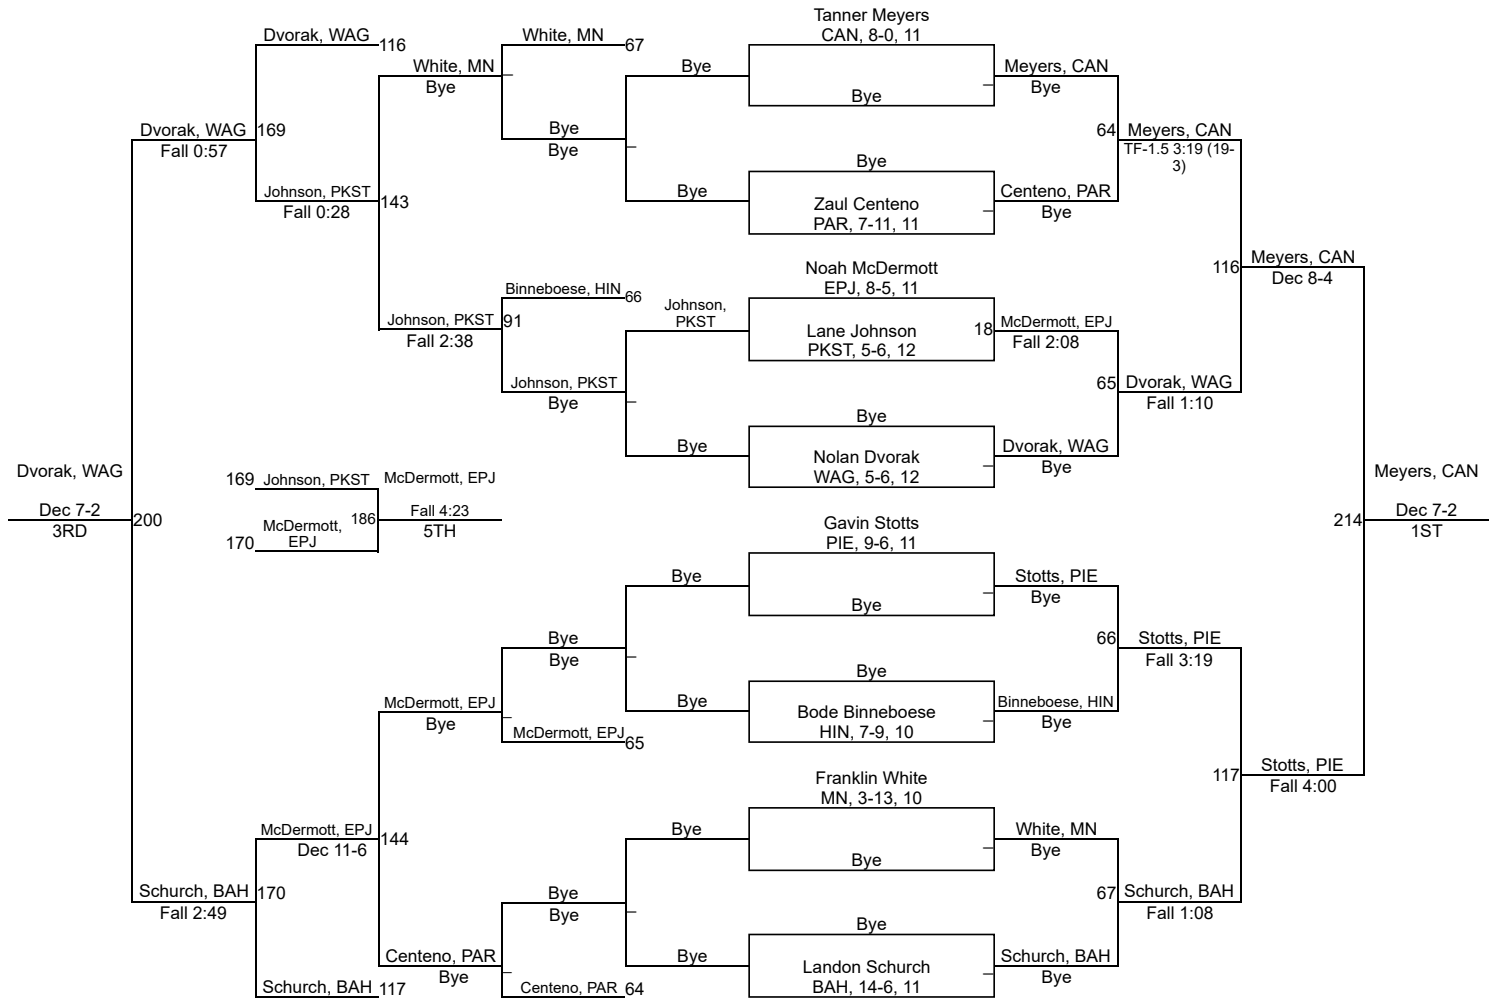 Tanner Meyers
CAN, 8-0, 11
Dvorak, WAG
116
White, MN
67
White, MN
Bye
Bye
Bye
Meyers, CAN
Bye
Dvorak, WAG
169
Fall 0:57
Bye
Bye
64
Meyers, CAN
TF-1.5 3:19 (19-
3)
Bye
Johnson, PKST
143
Fall 0:28
Bye
Zaul Centeno
PAR, 7-11, 11
Centeno, PAR
Bye
Noah McDermott
EPJ, 8-5, 11
116
Meyers, CAN
Dec 8-4
Binneboese, HIN
66
Johnson,
PKST
Johnson, PKST
91
Fall 2:38
Lane Johnson
PKST, 5-6, 12
18
McDermott, EPJ
Fall 2:08
Johnson, PKST
Bye
65
Dvorak, WAG
Fall 1:10
Bye
Bye
Nolan Dvorak
WAG, 5-6, 12
Dvorak, WAG
Bye
Dvorak, WAG
169
Johnson, PKST
McDermott, EPJ
Meyers, CAN
Dec 7-2
3RD
200
McDermott,
EPJ
170
186
Fall 4:23
5TH
214
Dec 7-2
1ST
Gavin Stotts
PIE, 9-6, 11
Bye
Bye
Stotts, PIE
Bye
Bye
Bye
66
Stotts, PIE
Fall 3:19
Bye
McDermott, EPJ
Bye
McDermott, EPJ
65
Bye
Bode Binneboese
HIN, 7-9, 10
Binneboese, HIN
Bye
Franklin White
MN, 3-13, 10
117
Stotts, PIE
Fall 4:00
McDermott, EPJ
144
Dec 11-6
Bye
Bye
White, MN
Bye
Schurch, BAH
170
Fall 2:49
Bye
Bye
67
Schurch, BAH
Fall 1:08
Bye
Centeno, PAR
Bye
Bye
Landon Schurch
BAH, 14-6, 11
Schurch, BAH
Bye
Schurch, BAH
117
Centeno, PAR
64